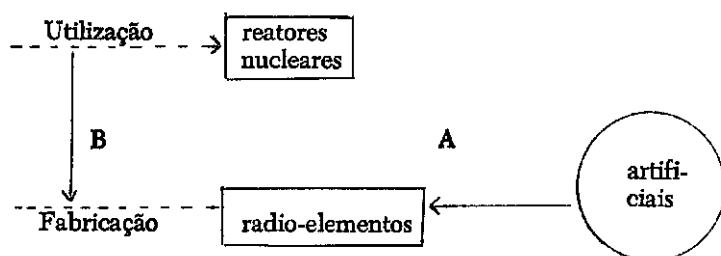 Utilização
reatores
nucleares
B
A
artifi-
ciais
Fabricação
radio-elementos